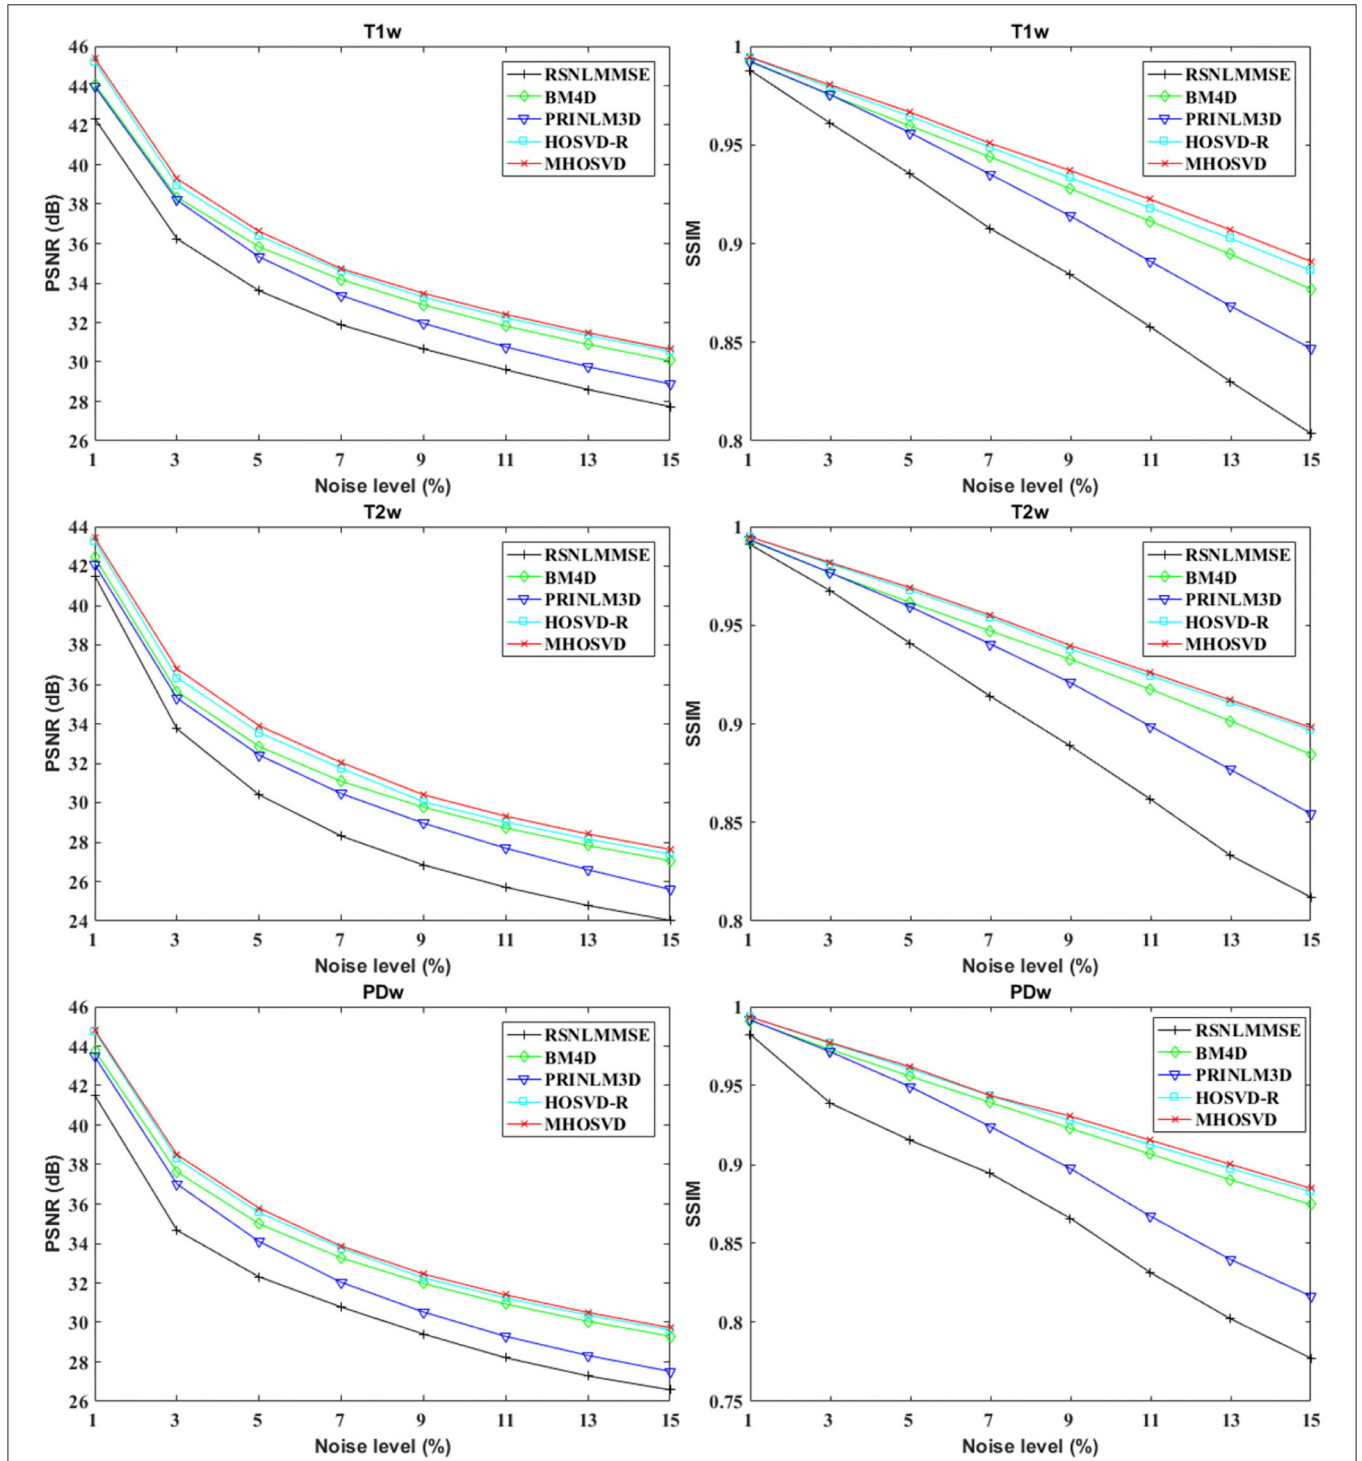 T1w
46
44
42
40
38
36
34
32
30
28
26
PSNR (dB)
1 3 5 7 9 11 13 15
Noise level (%)
RSNLMMSE
BM4D
PRINLM3D
HOSVD-R
MHOSVD
T1w
1
0.95
0.9
0.85
0.8
SSIM
1 3 5 7 9 11 13 15
Noise level (%)
RSNLMMSE
BM4D
PRINLM3D
HOSVD-R
MHOSVD
T2w
44
42
40
38
36
34
32
30
28
26
24
PSNR (dB)
1 3 5 7 9 11 13 15
Noise level (%)
RSNLMMSE
BM4D
PRINLM3D
HOSVD-R
MHOSVD
T2w
1
0.95
0.9
0.85
0.8
SSIM
1 3 5 7 9 11 13 15
Noise level (%)
RSNLMMSE
BM4D
PRINLM3D
HOSVD-R
MHOSVD
PDw
46
44
42
40
38
36
34
32
30
28
26
PSNR (dB)
1 3 5 7 9 11 13 15
Noise level (%)
RSNLMMSE
BM4D
PRINLM3D
HOSVD-R
MHOSVD
PDw
1
0.95
0.9
0.85
0.8
0.75
SSIM
1 3 5 7 9 11 13 15
Noise level (%)
RSNLMMSE
BM4D
PRINLM3D
HOSVD-R
MHOSVD